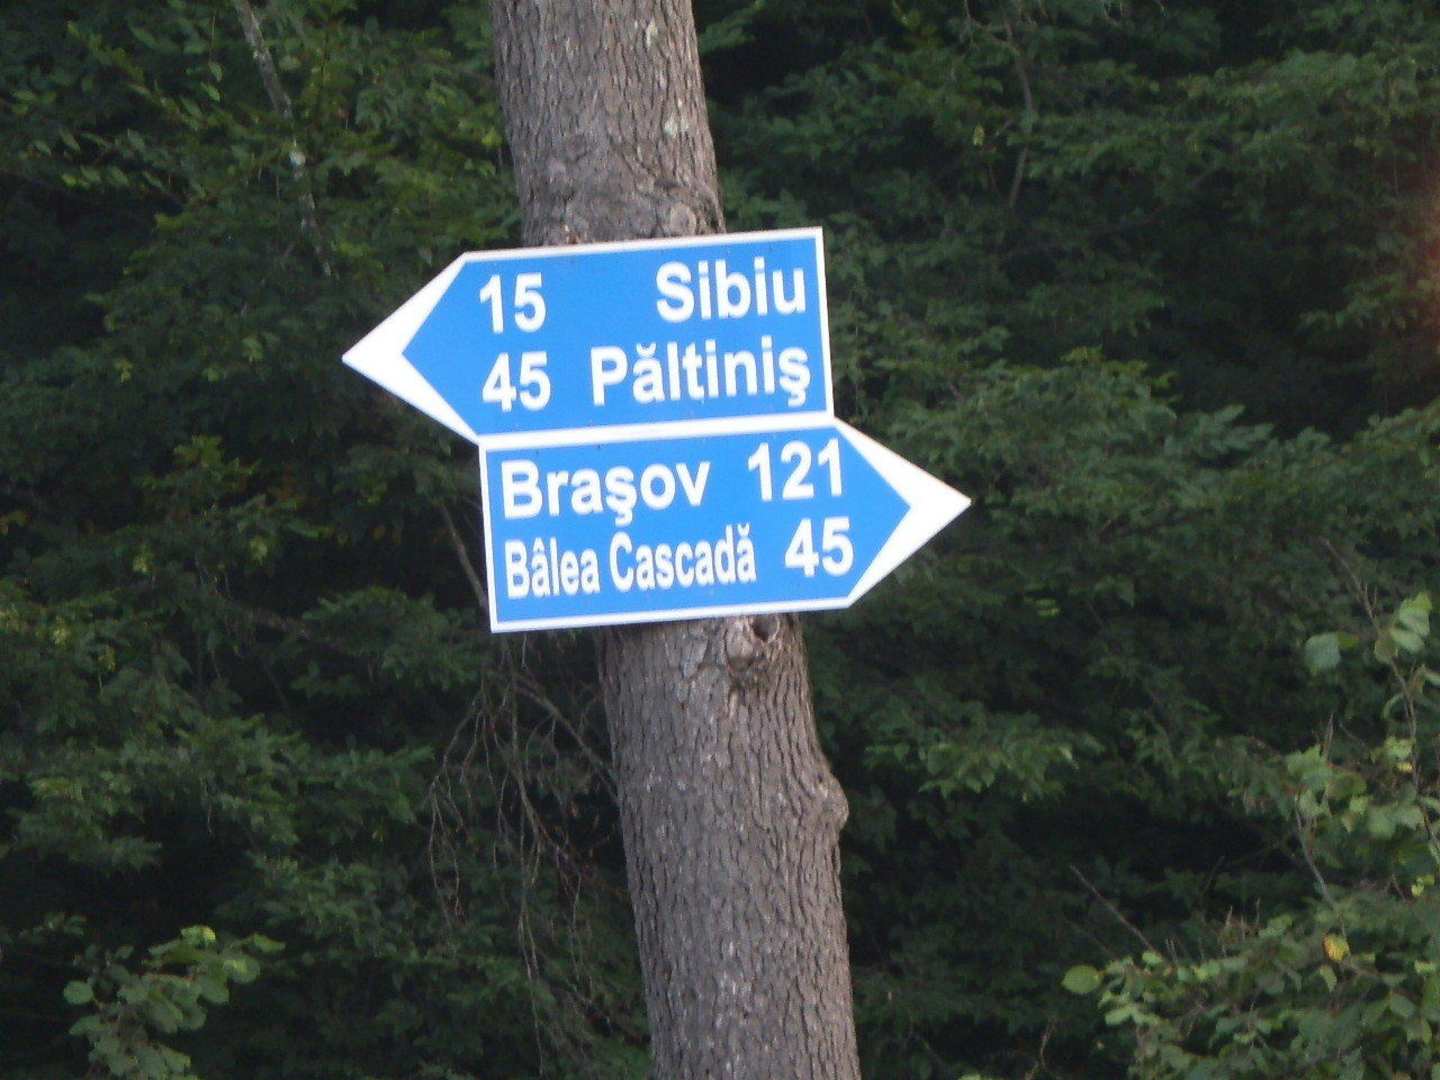 15 Sibiu
45 Păltiniş
Braşov 121
Bâlea Cascadă 45